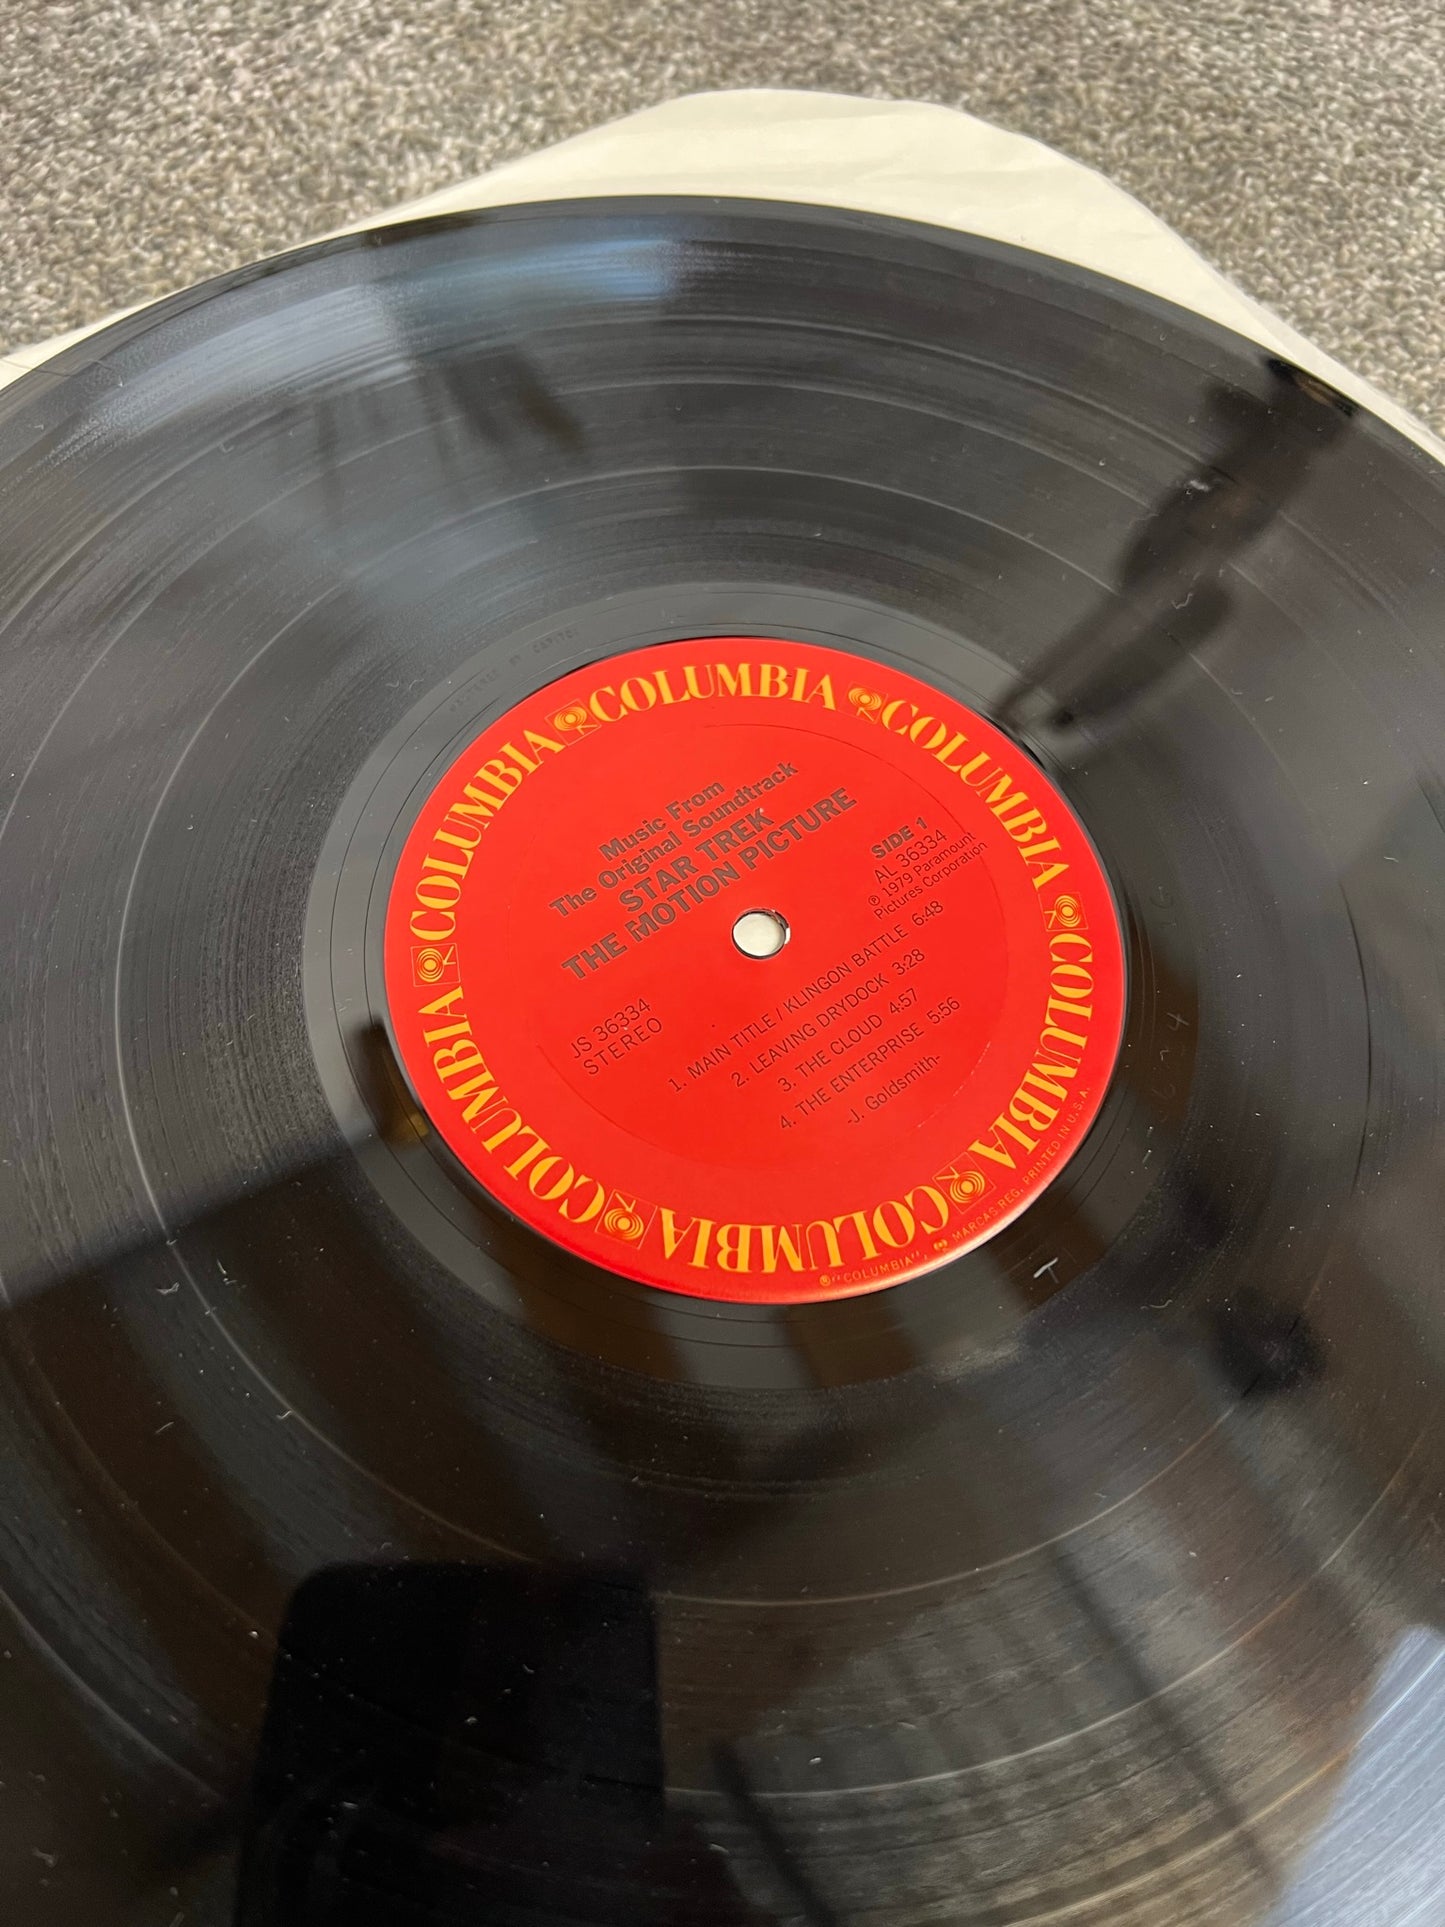 COLUMBIA COLUMBIA COLUMBIA COLUMBIA COLUMBIA COLUMBIA COLUMBIA COLUMBIA
Music From
The Original Soundtrack
STAR TREK
THE MOTION PICTURE
SIDE 1
AL 36334
℗ 1979 Paramount
Pictures Corporation
JS 36334
STEREO
1. MAIN TITLE / KLINGON BATTLE 6:48
2. LEAVING DRYDOCK 3:28
3. THE CLOUD 4:57
4. THE ENTERPRISE 5:56
-J. Goldsmith-
®"COLUMBIA", MARCAS REG. PRINTED IN U.S.A.
T